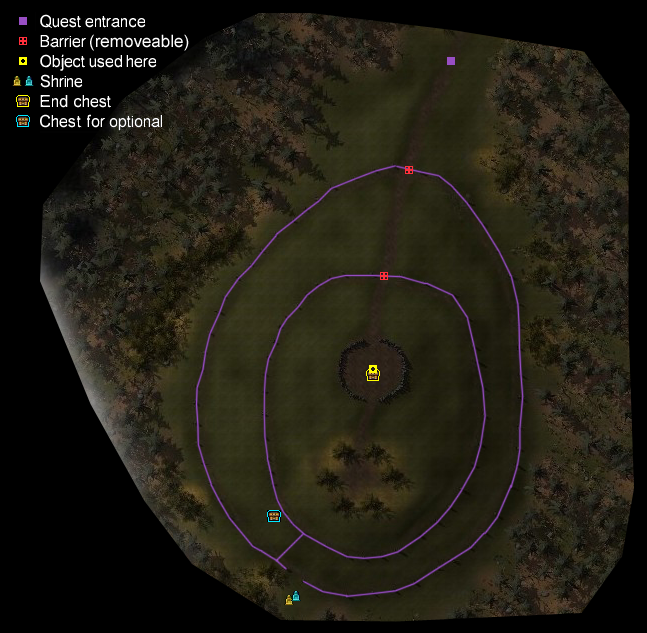 Quest entrance
Barrier (removeable)
Object used here
Shrine
End chest
Chest for optional